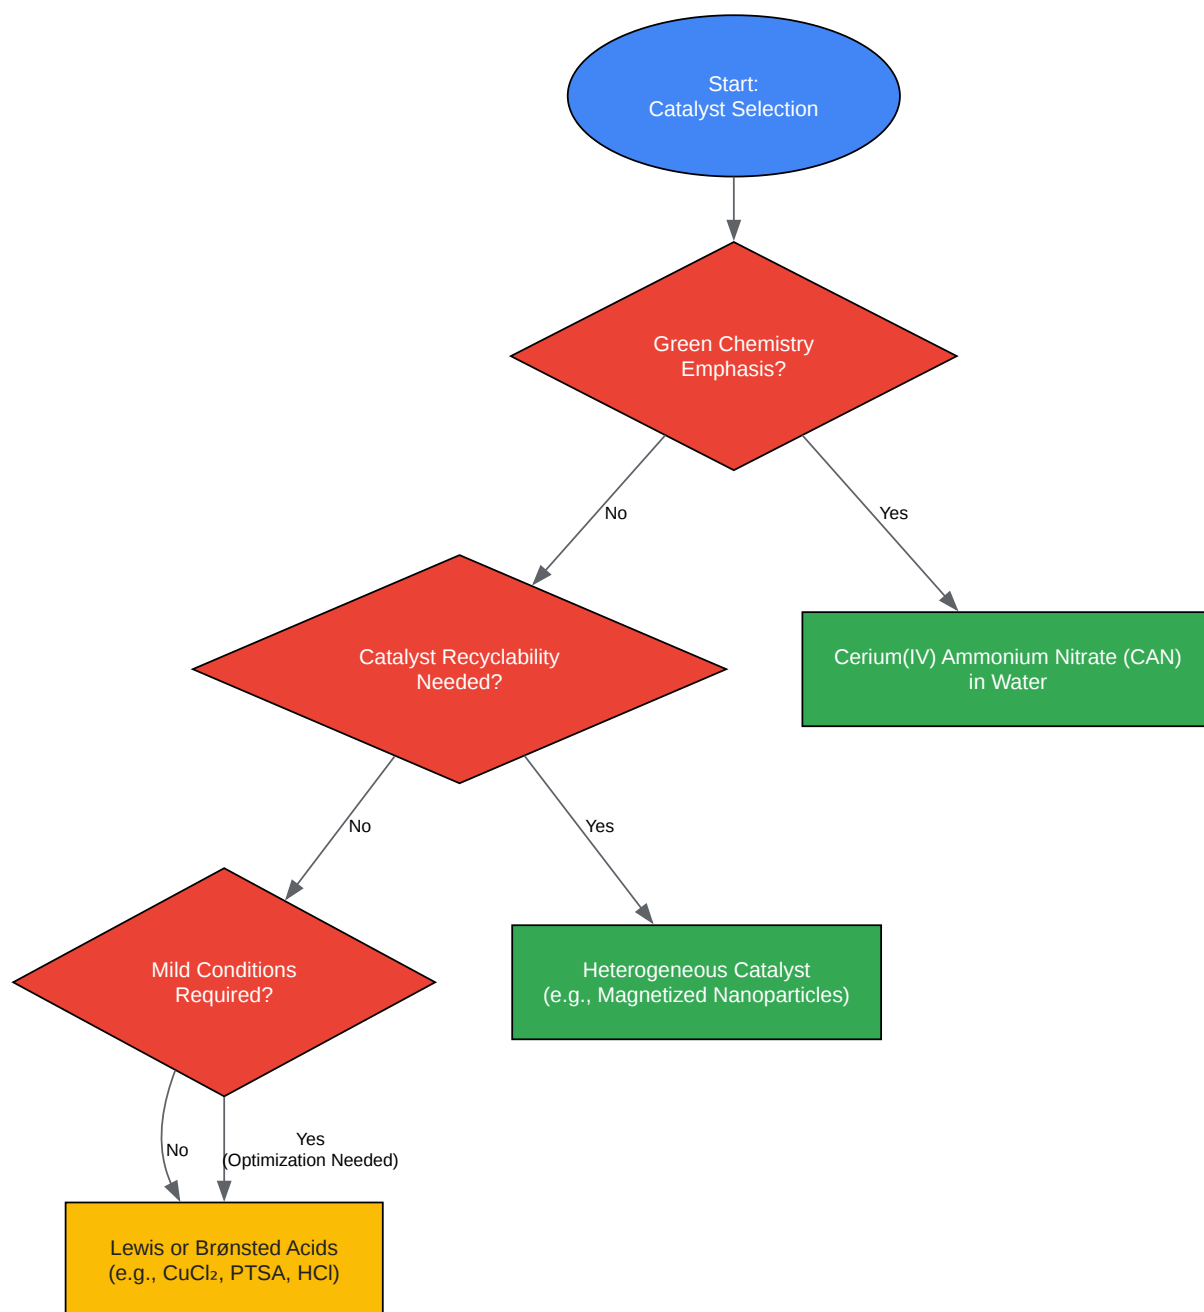 Start:
Catalyst Selection
Green Chemistry
Emphasis?
No
Yes
Catalyst Recyclability
Needed?
Cerium(IV) Ammonium Nitrate (CAN)
in Water
No
Yes
Mild Conditions
Required?
Heterogeneous Catalyst
(e.g., Magnetized Nanoparticles)
No
Yes
(Optimization Needed)
Lewis or Brønsted Acids
(e.g., CuCl₂, PTSA, HCl)